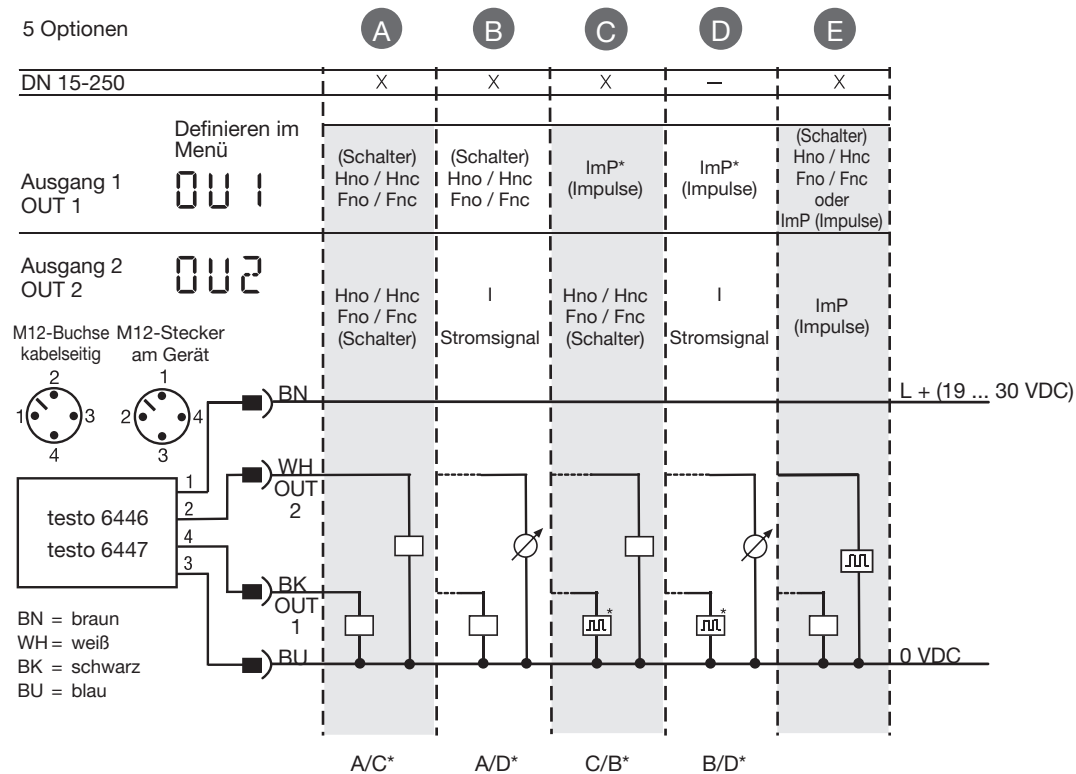 5 Optionen
A B C D E
DN 15-250 X X X – X
Definieren im
Menü
Ausgang 1
OUT 1
OU1
(Schalter)
Hno / Hnc
Fno / Fnc
(Schalter)
Hno / Hnc
Fno / Fnc
ImP*
(Impulse)
ImP*
(Impulse)
(Schalter)
Hno / Hnc
Fno / Fnc
oder
ImP (Impulse)
Ausgang 2
OUT 2
OU2
Hno / Hnc
Fno / Fnc
(Schalter)
I
Stromsignal
Hno / Hnc
Fno / Fnc
(Schalter)
I
Stromsignal
ImP
(Impulse)
M12-Buchse
kabelseitig
2
1 3
4
M12-Stecker
am Gerät
1
2 4
3
BN
L + (19 ... 30 VDC)
WH
OUT
2
testo 6446
testo 6447
1
2
4
3
BK
OUT
1
*
*
BU
0 VDC
BN = braun
WH = weiß
BK = schwarz
BU = blau
A/C* A/D* C/B* B/D*